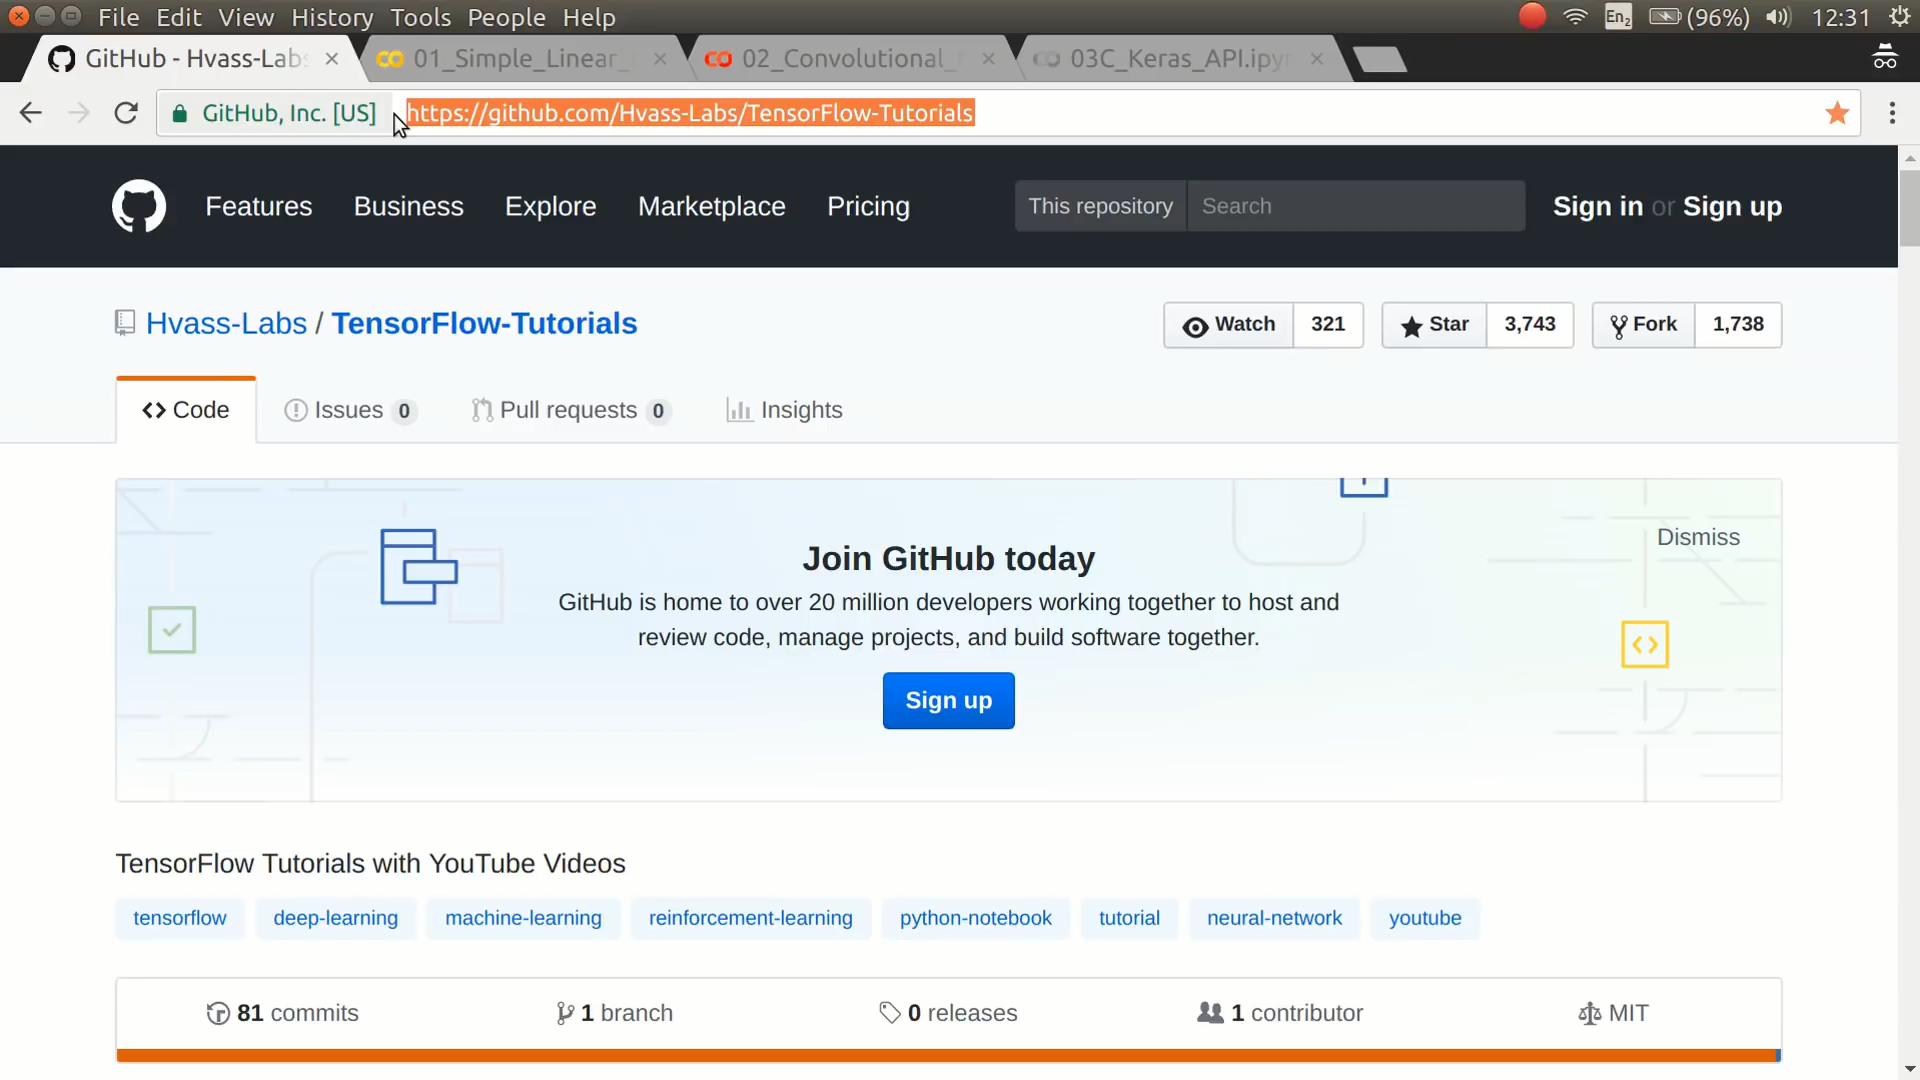 File Edit View History Tools People Help
En2 (96%) 12:31
GitHub - Hvass-Labs 01_Simple_Linear_ 02_Convolutional_ 03C_Keras_API.ipyn
GitHub, Inc. [US] https://github.com/Hvass-Labs/TensorFlow-Tutorials
Features Business Explore Marketplace Pricing This repository Search Sign in or Sign up
Hvass-Labs / TensorFlow-Tutorials Watch 321 Star 3,743 Fork 1,738
Code Issues 0 Pull requests 0 Insights
Dismiss
Join GitHub today
GitHub is home to over 20 million developers working together to host and
review code, manage projects, and build software together.
Sign up
TensorFlow Tutorials with YouTube Videos
tensorflow deep-learning machine-learning reinforcement-learning python-notebook tutorial neural-network youtube
81 commits 1 branch 0 releases 1 contributor MIT